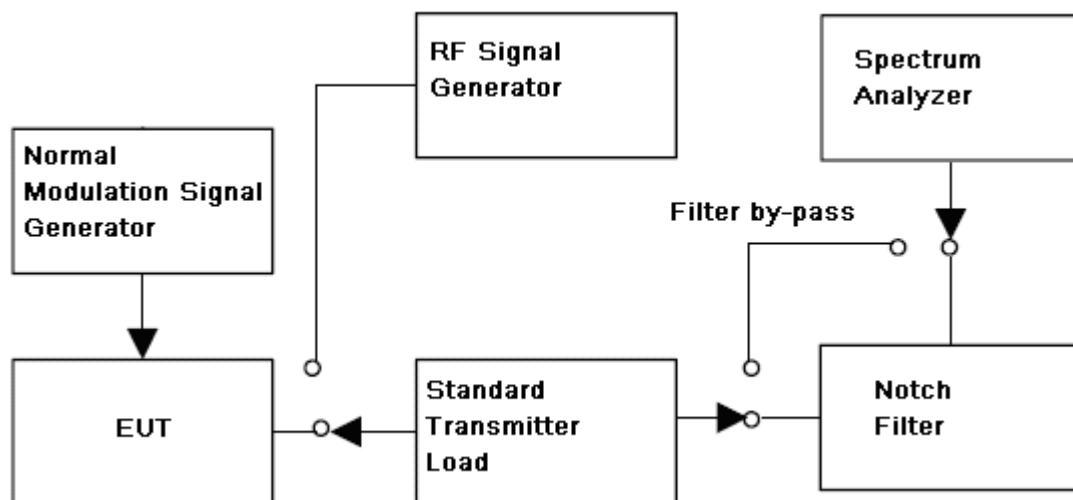 RF Signal
Generator
Spectrum
Analyzer
Normal
Modulation Signal
Generator
Filter by-pass
EUT
Standard
Transmitter
Load
Notch
Filter